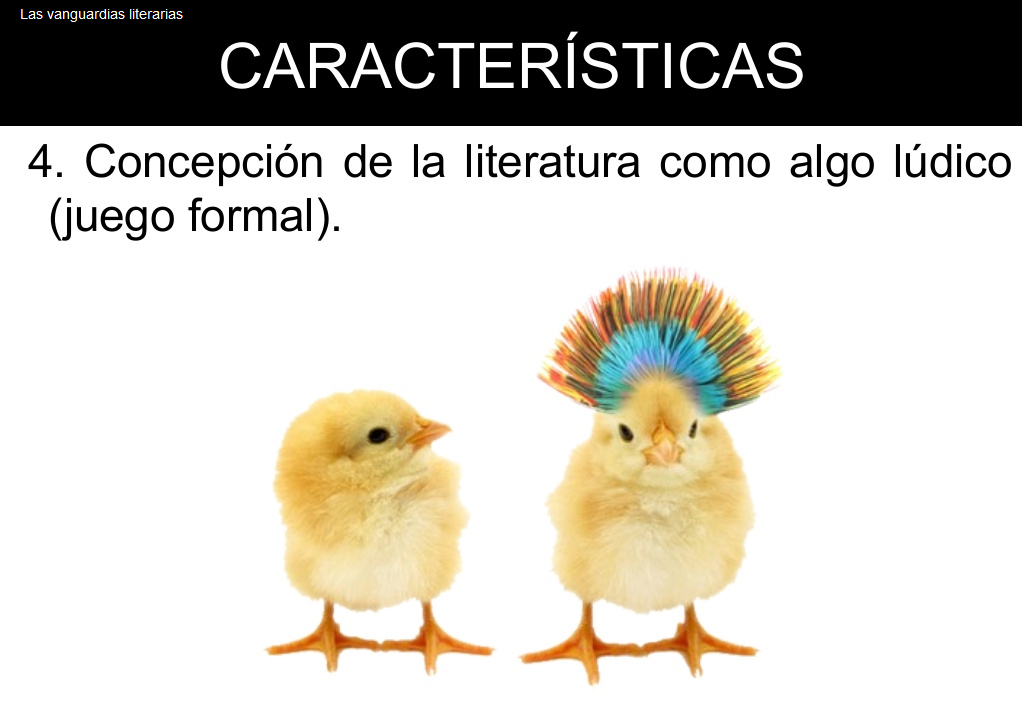 Las vanguardias literarias
CARACTERÍSTICAS
4. Concepción de la literatura como algo lúdico
(juego formal).